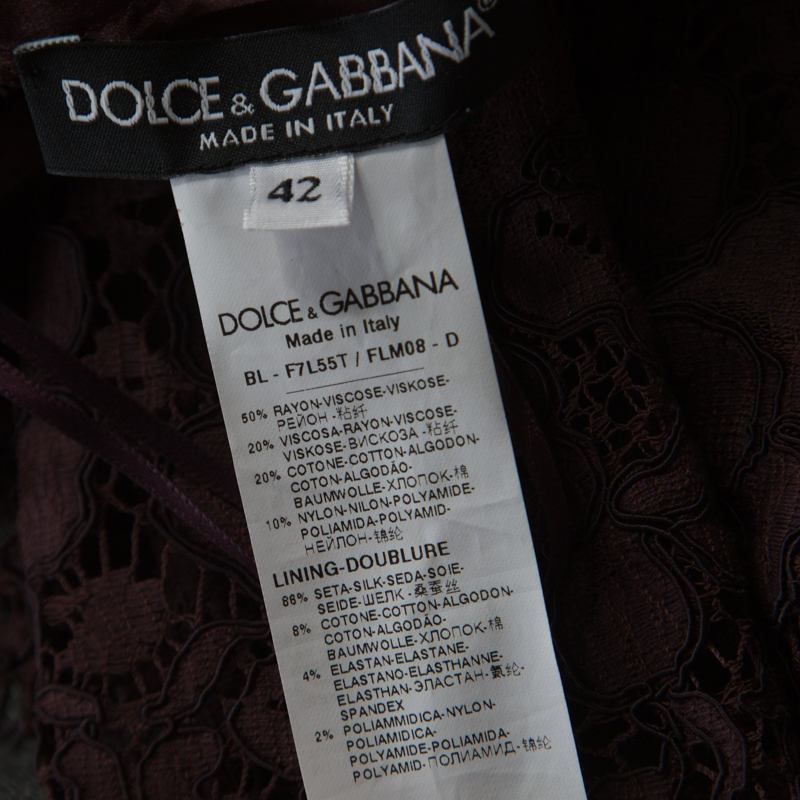 DOLCE & GABBANA®
MADE IN ITALY
42
DOLCE & GABBANA
Made in Italy
BL - F7L55T / FLM08 - D
50% RAYON-VISCOSE-VISKOSE-
РЕЙОН -粘纤
20% VISCOSA-RAYON-VISCOSE-
VISKOSE-ВИСКОЗА -粘纤
20% COTONE-COTTON-ALGODON-
COTON-ALGODÃO-
BAUMWOLLE-ХЛОПОК-棉
10% NYLON-NILON-POLYAMIDE-
POLIAMIDA-POLYAMID-
НЕЙЛОН-锦纶
LINING-DOUBLURE
86% SETA-SILK-SEDA-SOIE-
SEIDE-ШЕЛК -桑蚕丝
8% COTONE-COTTON-ALGODON-
COTON-ALGODÃO-
BAUMWOLLE-ХЛОПОК-棉
4% ELASTAN-ELASTANE-
ELASTANO-ELASTHANNE-
ELASTHAN-ЭЛАСТАН-氨纶-
SPANDEX
2% POLIAMMIDICA-NYLON-
POLIAMIDICA-
POLYAMIDE-POLIAMIDA-
POLYAMID-ПОЛИАМИД-锦纶